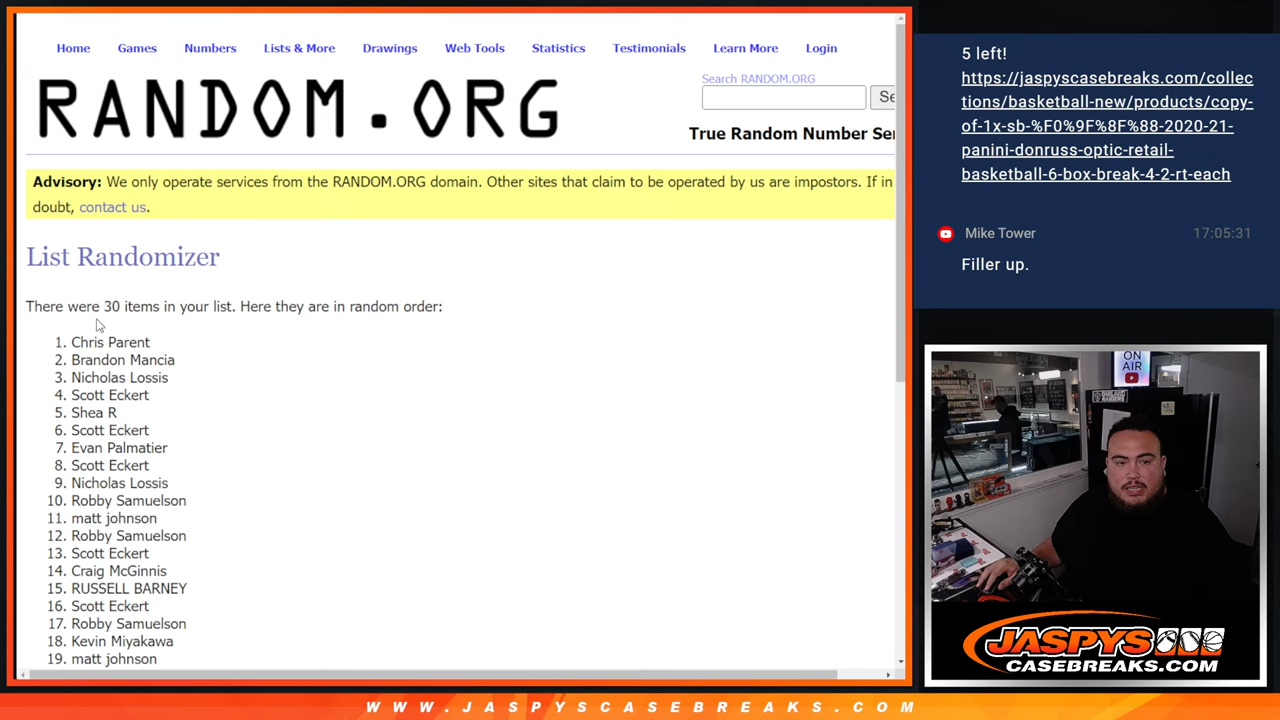 Home Games Numbers Lists & More Drawings Web Tools Statistics Testimonials Learn More Login
RANDOM.ORG
Search RANDOM.ORG
Se
True Random Number Ser
Advisory: We only operate services from the RANDOM.ORG domain. Other sites that claim to be operated by us are impostors. If in
doubt, contact us.
List Randomizer
There were 30 items in your list. Here they are in random order:
1. Chris Parent
2. Brandon Mancia
3. Nicholas Lossis
4. Scott Eckert
5. Shea R
6. Scott Eckert
7. Evan Palmatier
8. Scott Eckert
9. Nicholas Lossis
10. Robby Samuelson
11. matt johnson
12. Robby Samuelson
13. Scott Eckert
14. Craig McGinnis
15. RUSSELL BARNEY
16. Scott Eckert
17. Robby Samuelson
18. Kevin Miyakawa
19. matt johnson
5 left!
https://jaspyscasebreaks.com/collec
tions/basketball-new/products/copy-
of-1x-sb-%F0%9F%8F%88-2020-21-
panini-donruss-optic-retail-
basketball-6-box-break-4-2-rt-each
Mike Tower 17:05:31
Filler up.
ON
AIR
OAKLAND
RAIDERS
JASPYS
CASEBREAKS.COM
WWW.JASPYSCASEBREAKS.COM